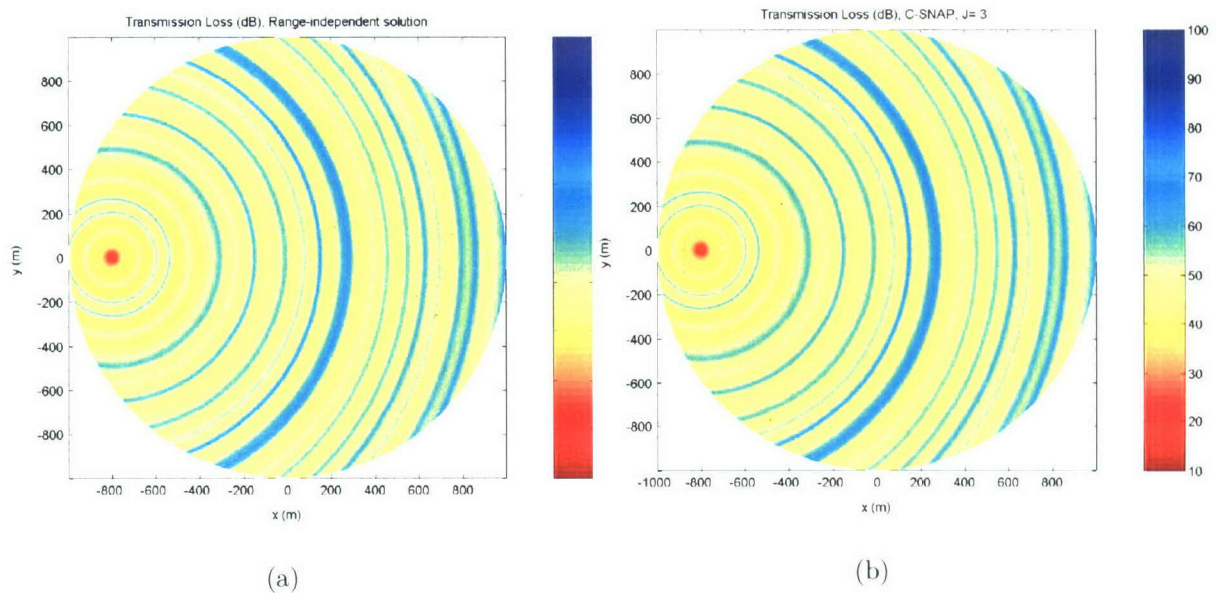 Transmission Loss (dB), Range-independent solution
800
600
400
200
0
-200
-400
-600
-800
y (m)
-800 -600 -400 -200 0 200 400 600 800
x (m)
(a)
Transmission Loss (dB), C-SNAP, J= 3
800
600
400
200
0
-200
-400
-600
-800
y (m)
-1000 -800 -600 -400 -200 0 200 400 600 800
x (m)
100
90
80
70
60
50
40
30
20
10
(b)